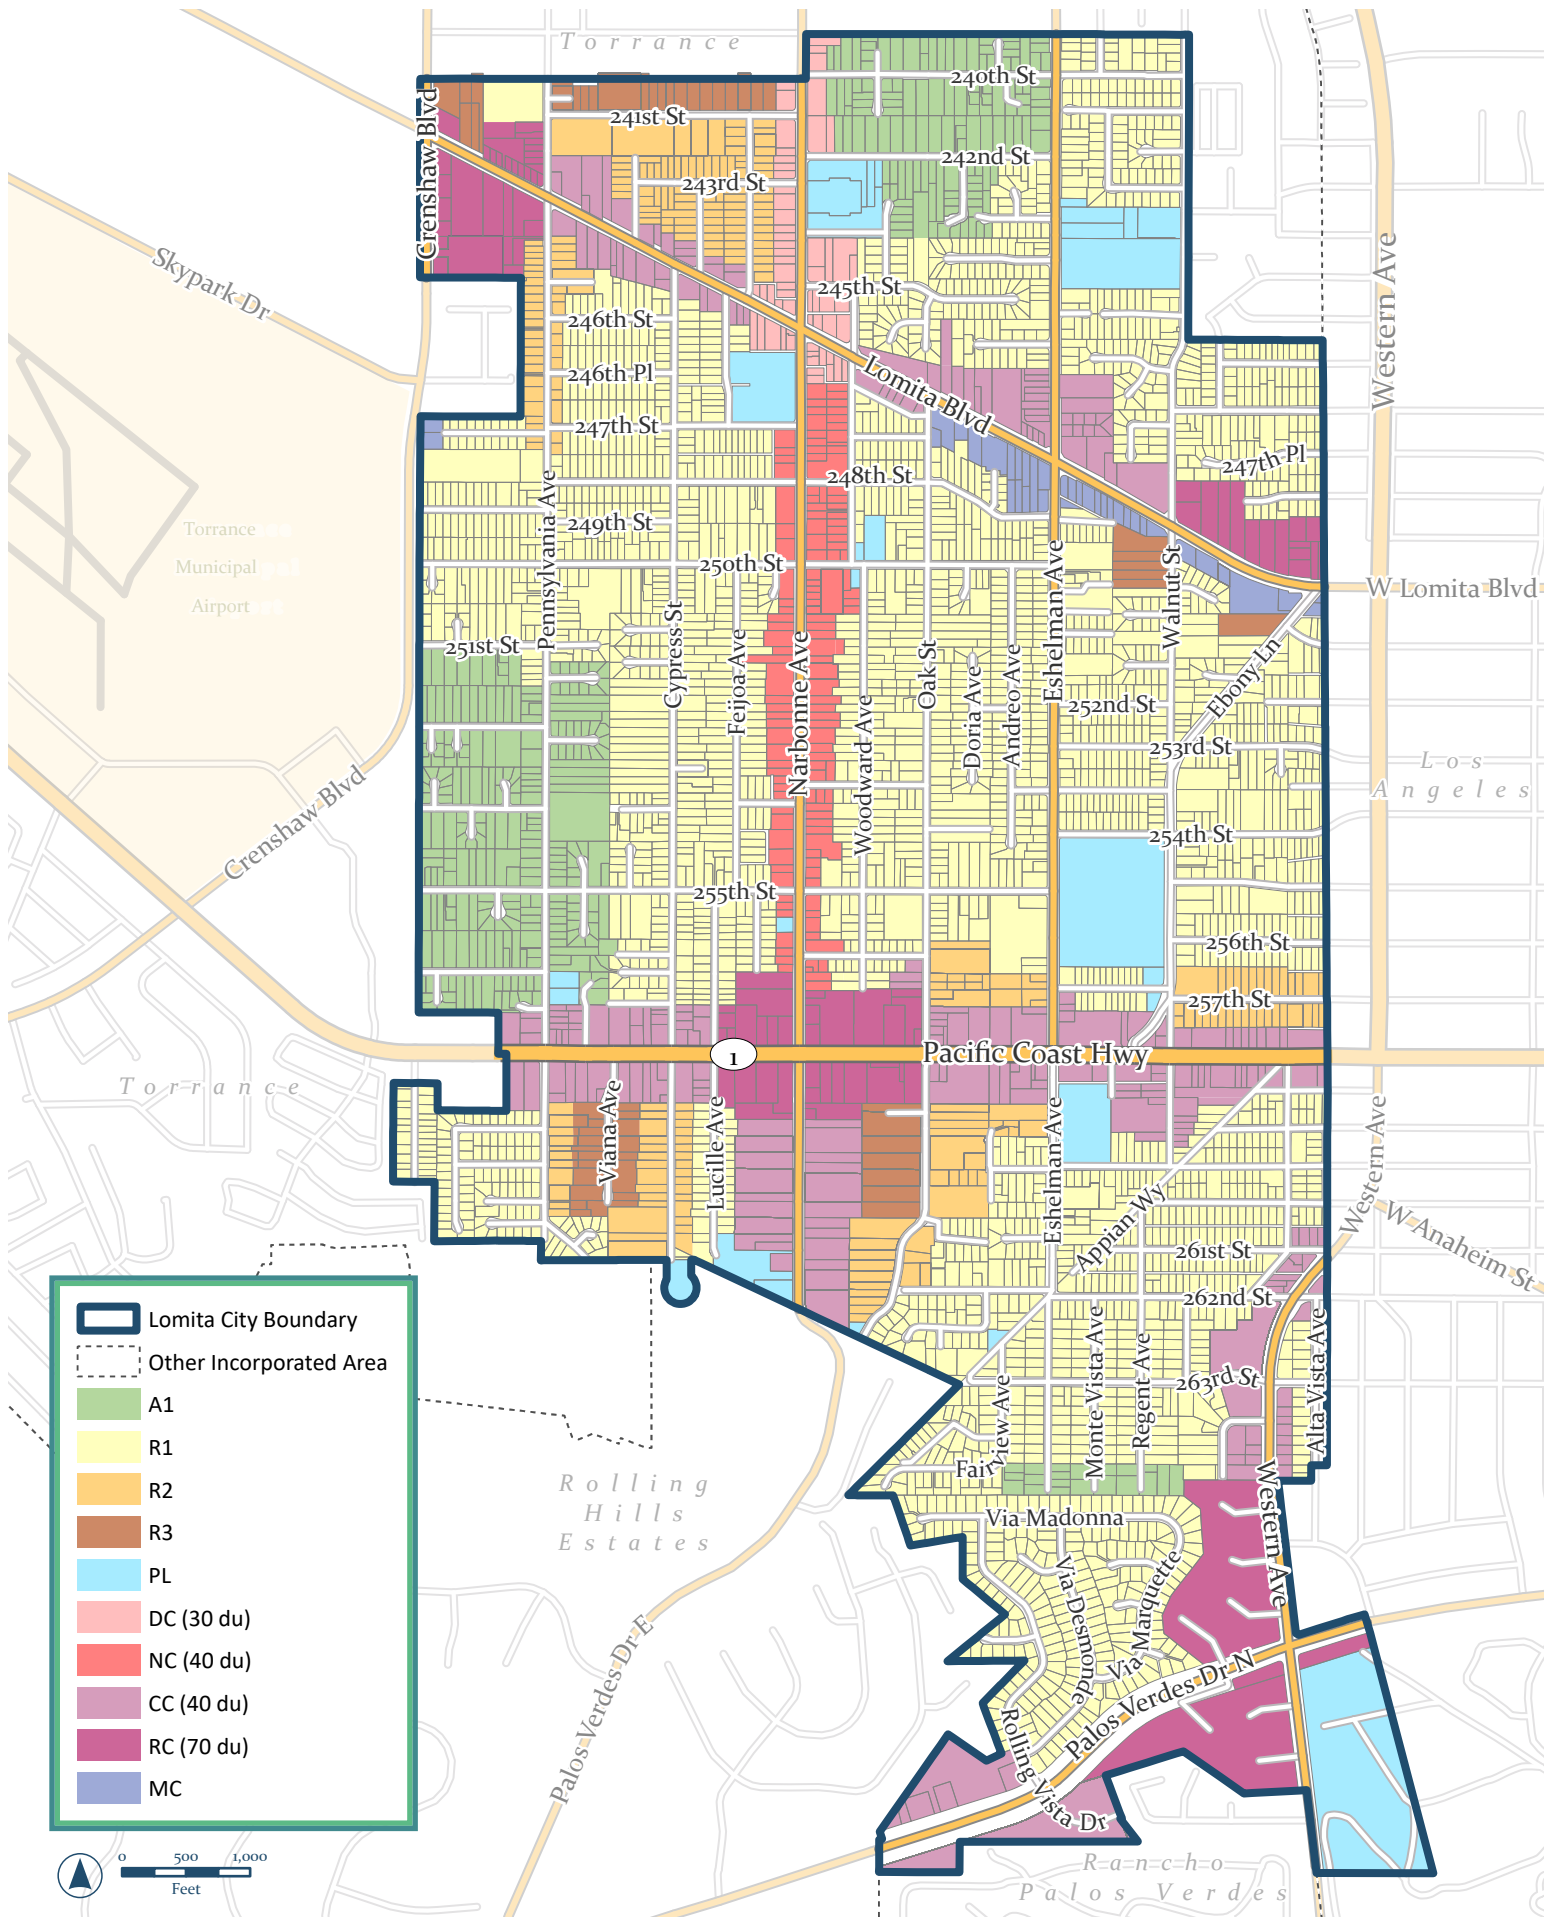 Torrance
240th St
Crenshaw Blvd
241st St
242nd St
243rd St
Skypark Dr
Western Ave
245th St
246th St
246th Pl
Lomita Blvd
247th St
247th Pl
248th St
249th St
Torrance
Municipal
Airport
Pennsylvania Ave
250th St
Eshelman Ave
Walnut St
W Lomita Blvd
251st St
Cypress St
Feijoa Ave
Narbonne Ave
Woodward Ave
Oak St
Doria Ave
Andreo Ave
252nd St
Ebony Ln
253rd St
Los
Angeles
Crenshaw Blvd
254th St
255th St
256th St
257th St
1
Pacific Coast Hwy
Torrance
Viana Ave
Lucille Ave
Eshelman Ave
Appian Wy
Western Ave
W Anaheim St
261st St
262nd St
Monte Vista Ave
Regent Ave
Alta Vista Ave
263rd St
Fairview Ave
Western Ave
Rolling
Hills
Estates
Via Madonna
Via Desmonde
Via Marquette
Palos Verdes Dr E
Palos Verdes Dr N
Rolling Vista Dr
Rancho
Palos Verdes
Lomita City Boundary
Other Incorporated Area
A1
R1
R2
R3
PL
DC (30 du)
NC (40 du)
CC (40 du)
RC (70 du)
MC
0 500 1,000
Feet